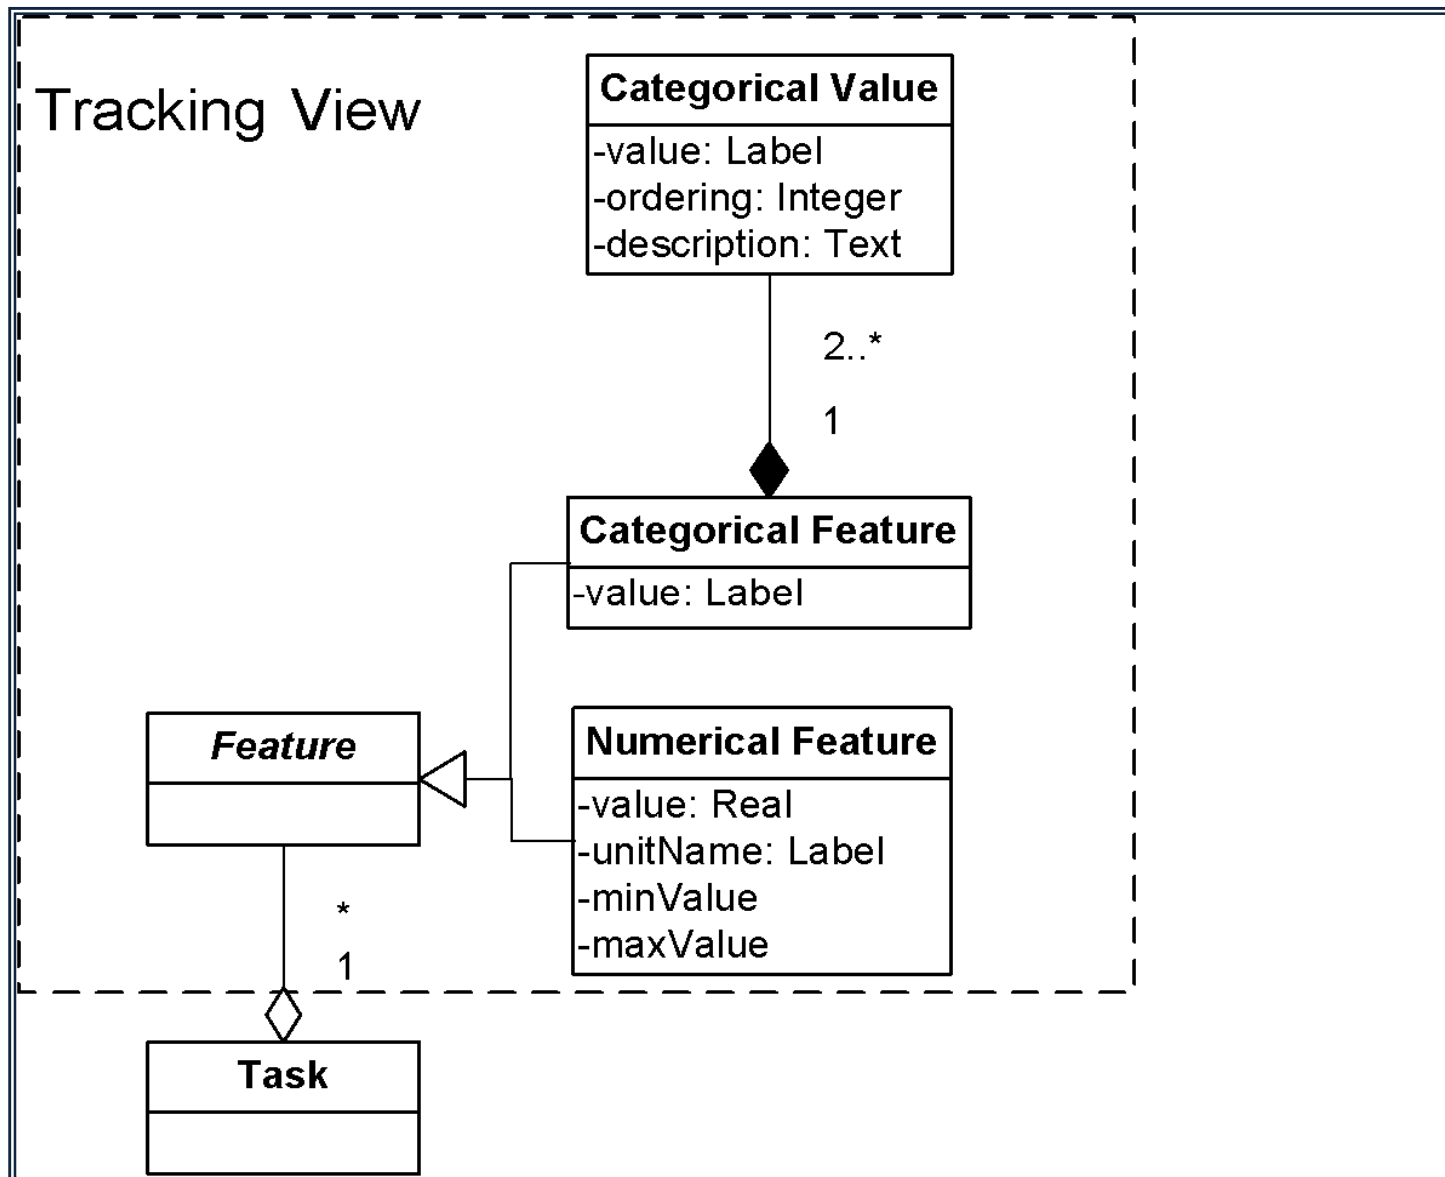 Tracking View
Categorical Value
-value: Label
-ordering: Integer
-description: Text
2..*
1
Categorical Feature
-value: Label
Feature
Numerical Feature
-value: Real
-unitName: Label
-minValue
-maxValue
*
1
Task